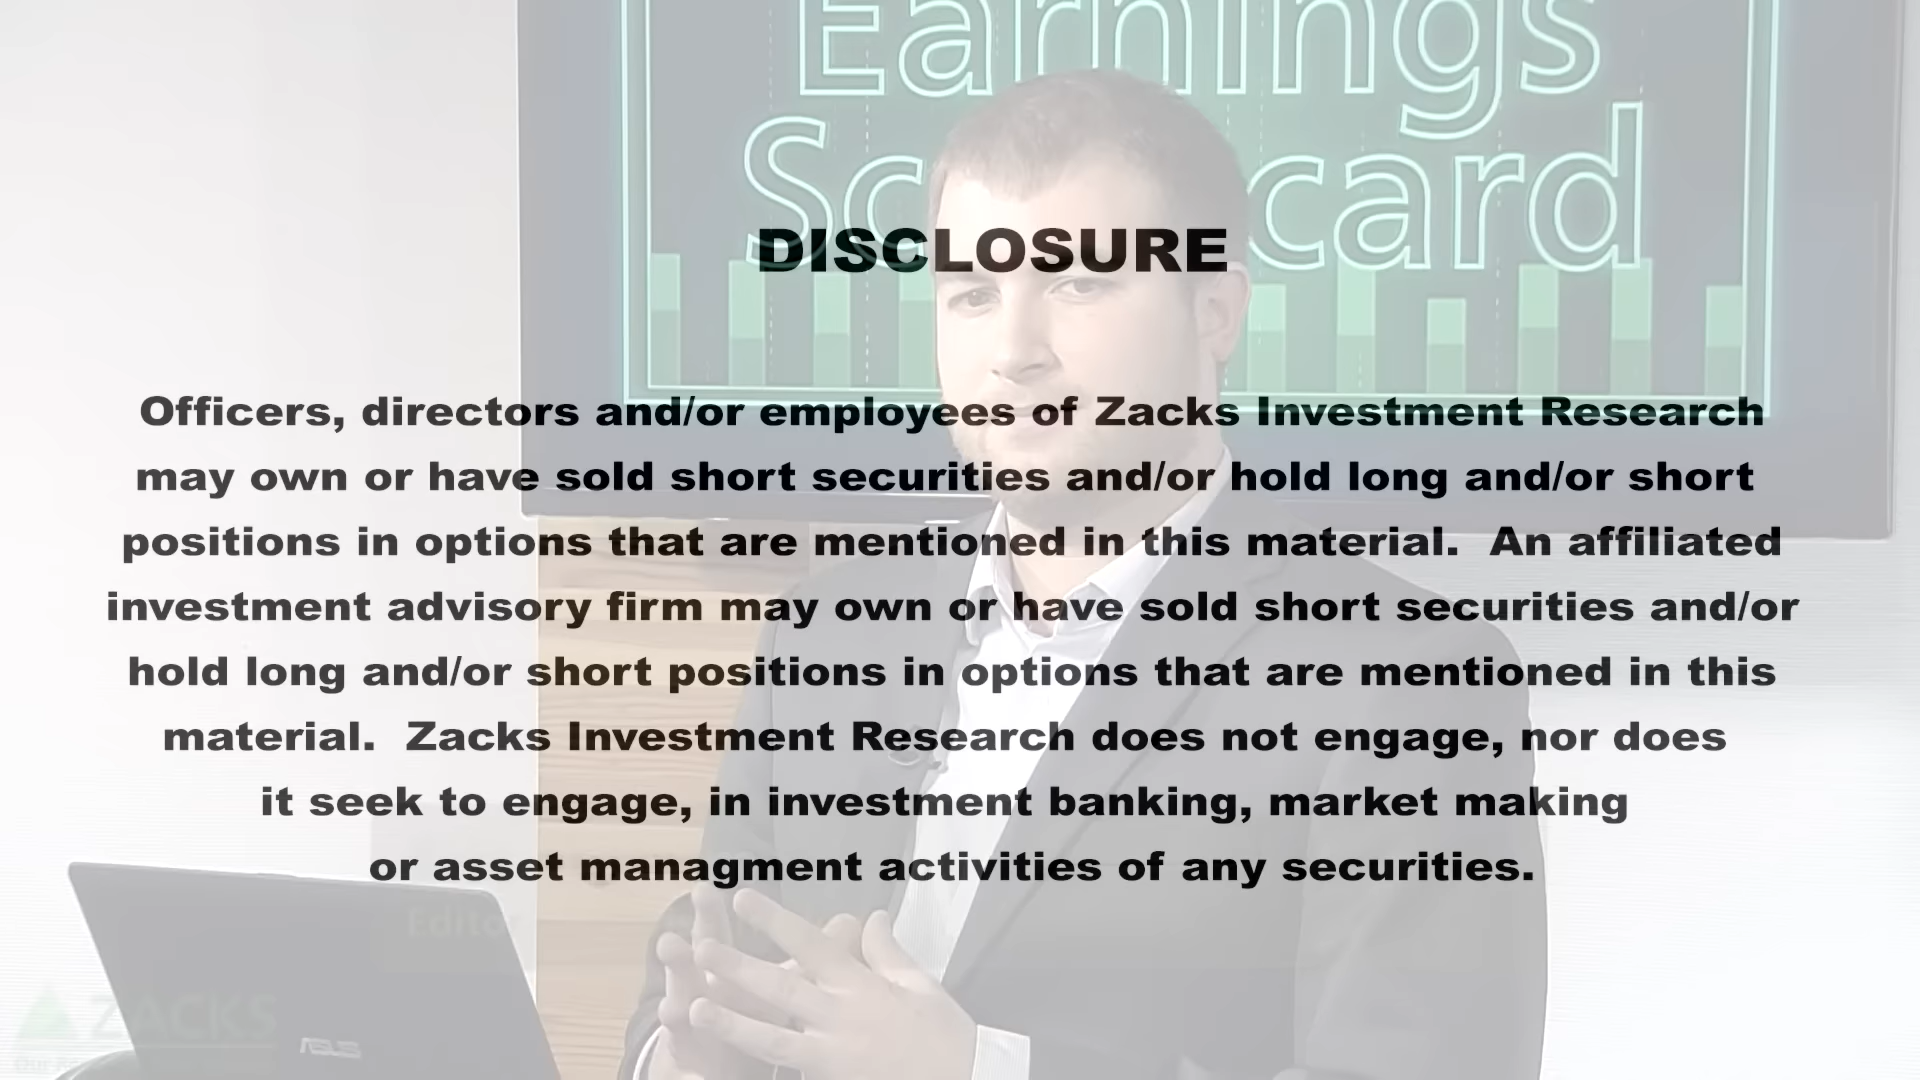 Earnings
Scorecard
DISCLOSURE
Officers, directors and/or employees of Zacks Investment Research
may own or have sold short securities and/or hold long and/or short
positions in options that are mentioned in this material.  An affiliated
investment advisory firm may own or have sold short securities and/or
hold long and/or short positions in options that are mentioned in this
material.  Zacks Investment Research does not engage, nor does
it seek to engage, in investment banking, market making
or asset managment activities of any securities.
Editor
ZACKS
ASUS